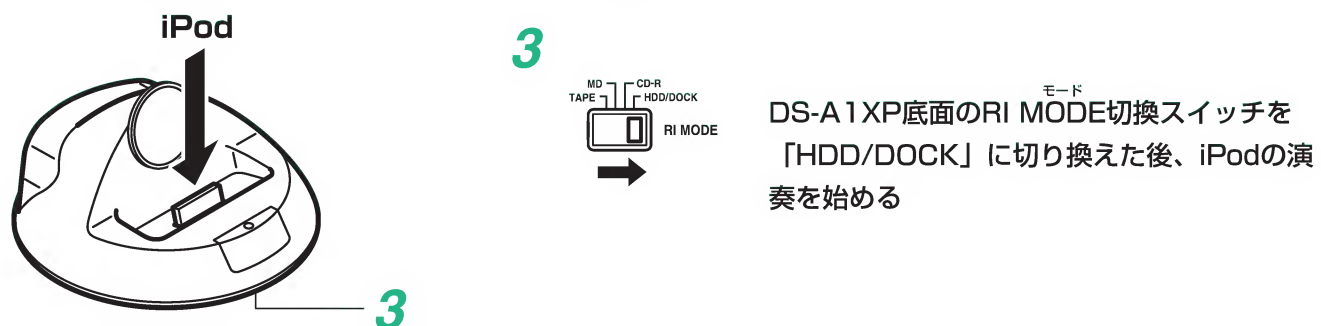 iPod
3
3
MD CD-R
TAPE HDD/DOCK
RI MODE
モード
DS-A1XP底面のRI MODE切換スイッチを
「HDD/DOCK」に切り換えた後、iPodの演
奏を始める